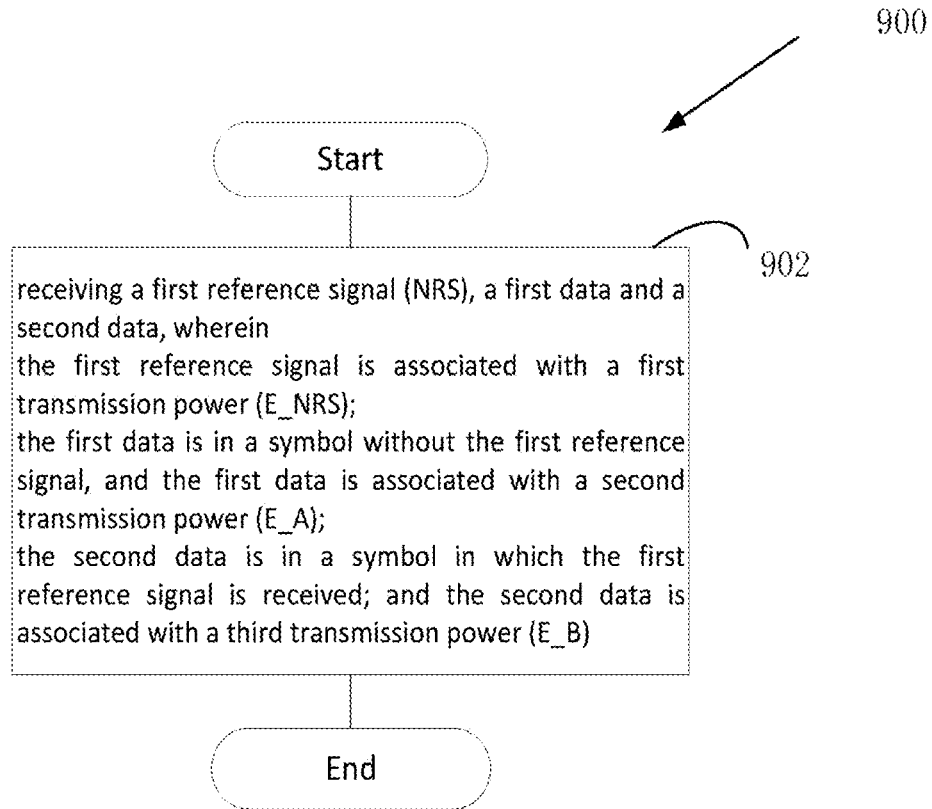 900
Start
902
receiving a first reference signal (NRS), a first data and a
second data, wherein
the first reference signal is associated with a first
transmission power (E_NRS);
the first data is in a symbol without the first reference
signal, and the first data is associated with a second
transmission power (E_A);
the second data is in a symbol in which the first
reference signal is received; and the second data is
associated with a third transmission power (E_B)
End